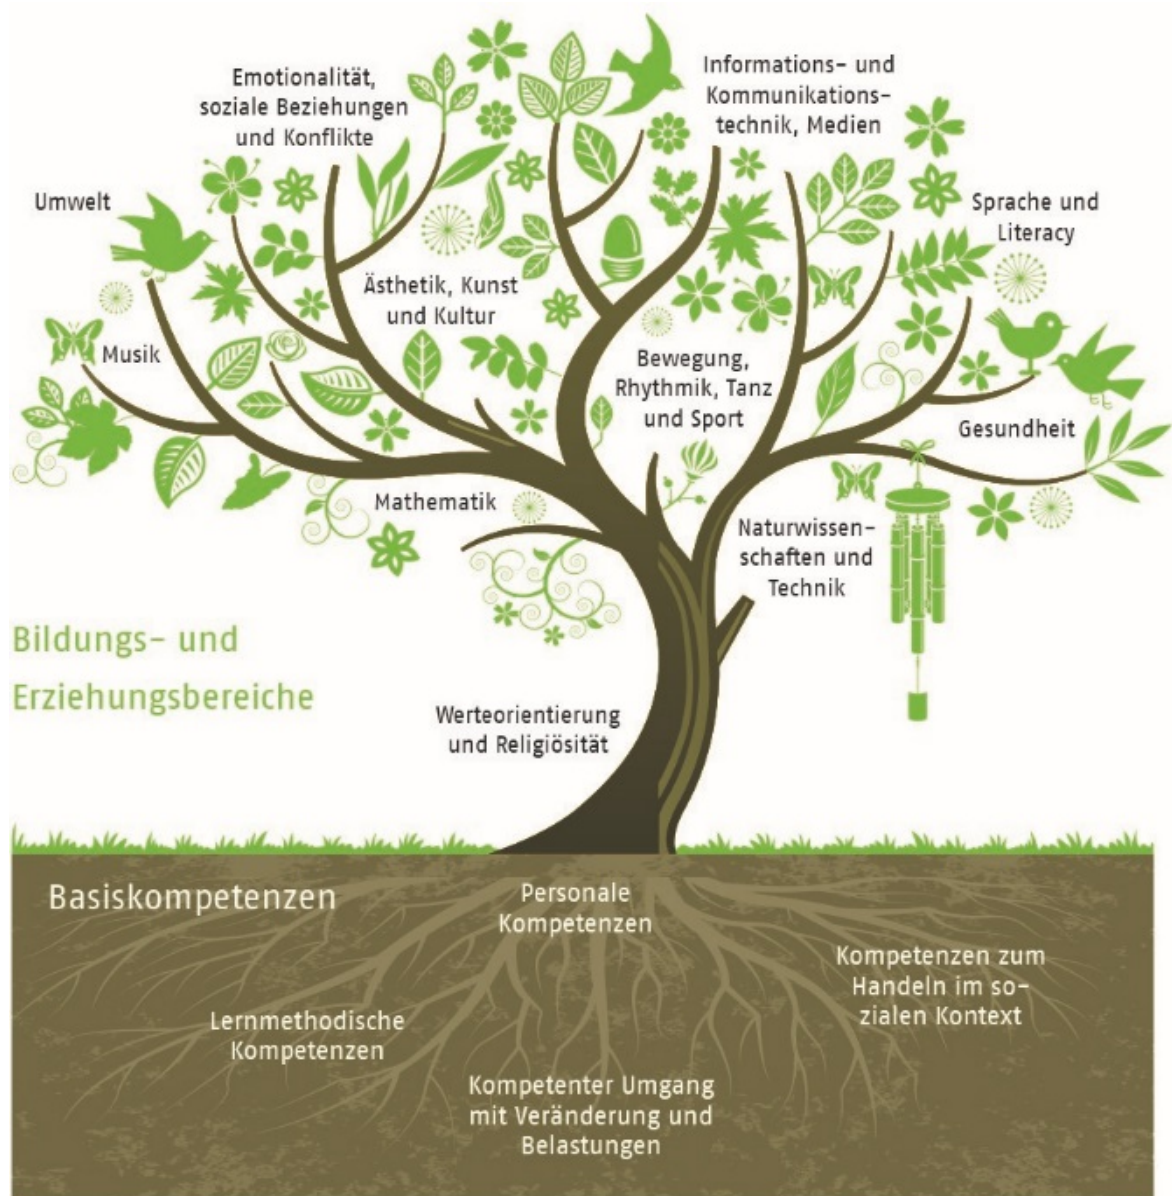 Emotionalität,
soziale Beziehungen
und Konflikte
Informations- und
Kommunikations-
technik, Medien
Umwelt
Sprache und
Literacy
Ästhetik, Kunst
und Kultur
Musik
Bewegung,
Rhythmik, Tanz
und Sport
Gesundheit
Mathematik
Naturwissen-
schaften und
Technik
Bildungs- und
Erziehungsbereiche
Werteorientierung
und Religiösität
Basiskompetenzen
Personale
Kompetenzen
Kompetenzen zum
Handeln im so-
zialen Kontext
Lernmethodische
Kompetenzen
Kompetenter Umgang
mit Veränderung und
Belastungen